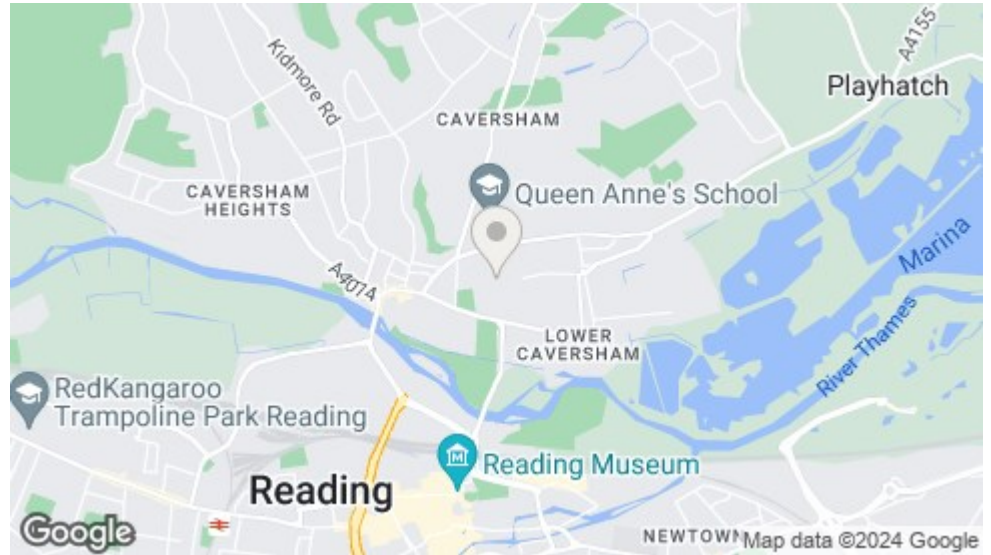 A4155
Playhatch
Kidmore Rd
CAVERSHAM
CAVERSHAM
HEIGHTS
Queen Anne's School
Marina
A4074
LOWER
CAVERSHAM
River Thames
RedKangaroo
Trampoline Park Reading
Reading Museum
Reading
Google
NEWTOWN
Map data ©2024 Google